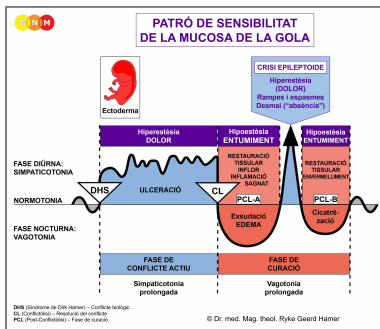 GNM
PATRÓ DE SENSIBILITAT
DE LA MUCOSA DE LA GOLA
CRISI EPILEPTOIDE
Hiperestèsia
(DOLOR)
Rampes i espasmes
Desmai ("absència")
Ectoderma
Hiperestèsia
DOLOR
Hipoestèsia
ENTUMIMENT
Hipoestèsia
ENTUMIMENT
FASE DIÜRNA:
SIMPATICOTONIA
RESTAURACIÓ
TISSULAR
INFLOR
INFLAMACIÓ
SAGNAT
RESTAURACIÓ
TISSULAR
ENVERMELLIMENT
DHS
ULCERACIÓ
CL
PCL-A
PCL-B
NORMOTONIA
Exsudació
EDEMA
Cicatrit-
zació
FASE NOCTURNA:
VAGOTONIA
FASE DE
CONFLICTE ACTIU
FASE DE
CURACIÓ
Simpaticotonia
prolongada
Vagotonia
prolongada
DHS (Síndrome de Dirk Hamer) – Conflicte biològic
CL (Conflictòlisi) – Resolució del conflicte
PCL (Post-Conflictòlisi) – Fase de curació
© Dr. med. Mag. theol. Ryke Geerd Hamer